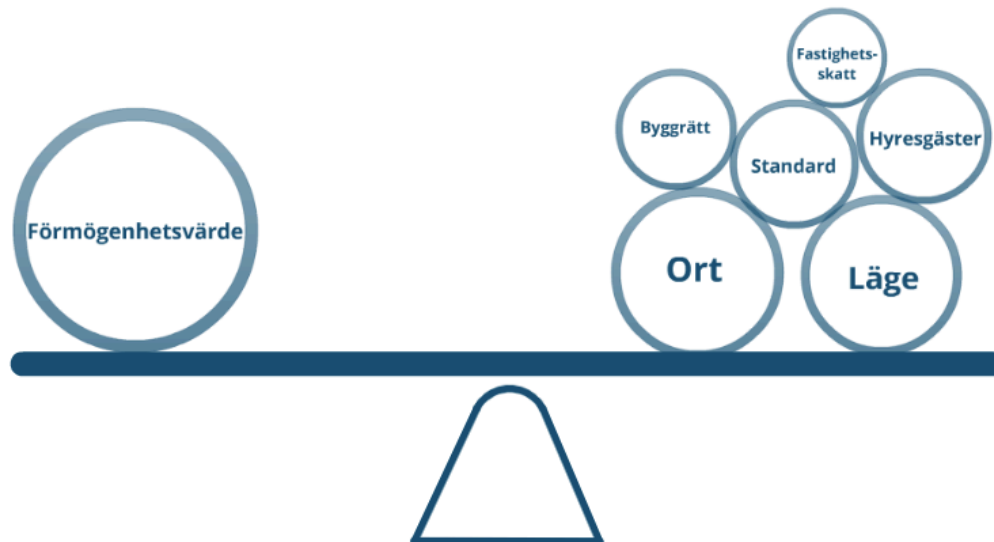 Förmögenhetsvärde
Fastighets-
skatt
Byggrätt
Standard
Hyresgäster
Ort
Läge